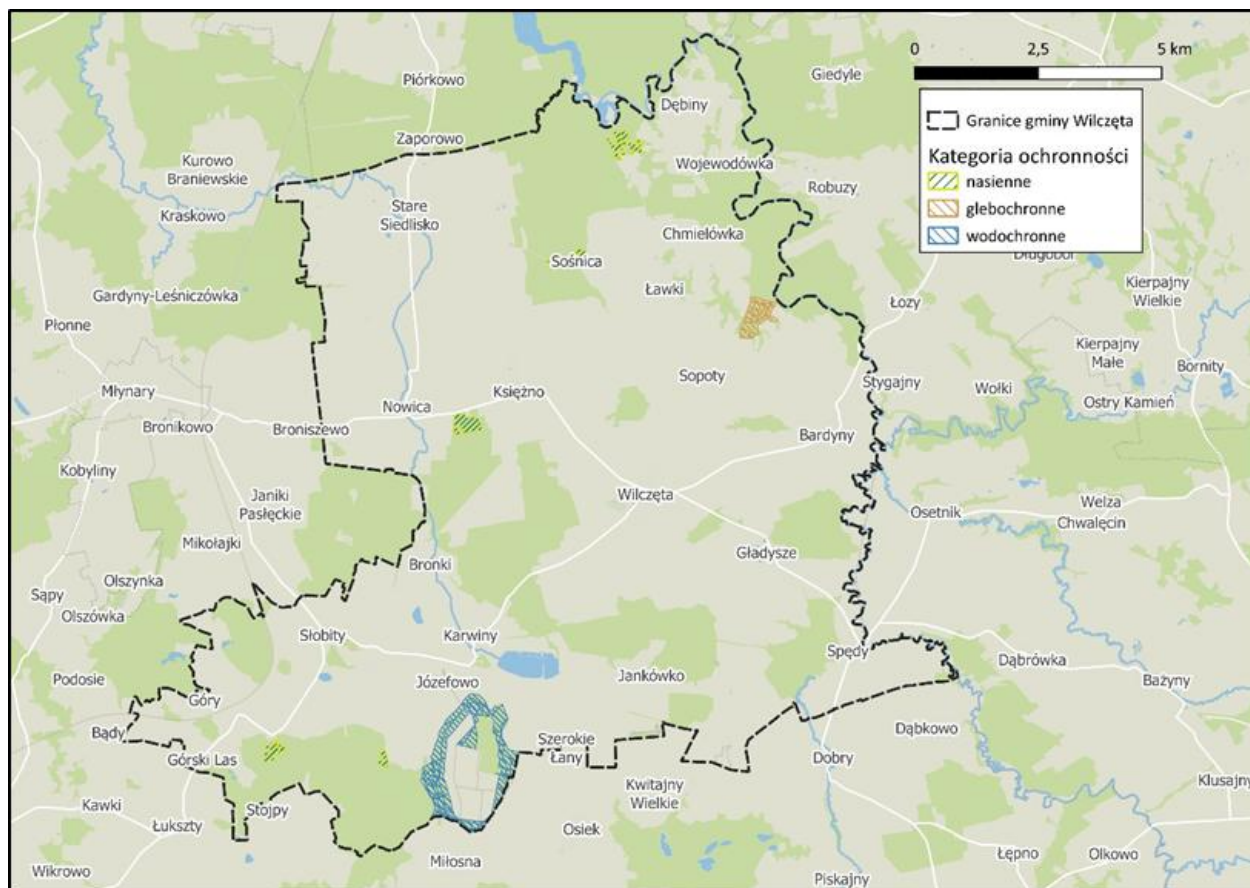 0 2,5 5 km
Granice gminy Wilczęta
Kategoria ochronności
nasienne
glebochronne
wodochronne
Piórkowo
Giedyle
Dębiny
Zaporowo
Kurowo
Braniewskie
Wojewodówka
Robuzy
Kraskowo
Stare
Siedlisko
Chmielówka
Długobór
Sośnica
Kierpajny
Wielkie
Gardyny-Leśniczówka
Ławki
Łozy
Płonne
Kierpajny
Małe
Bornity
Sopoty
Stygajny
Wołki
Młynary
Księżno
Ostry Kamień
Nowica
Bronikowo
Broniszewo
Bardyny
Kobyliny
Janiki
Pasłęckie
Wilczęta
Welza
Chwalęcin
Osetnik
Mikołajki
Gładysze
Bronki
Olszynka
Sąpy
Olszówka
Słobity
Karwiny
Spędy
Dąbrówka
Podosie
Józefowo
Jankówko
Bażyny
Góry
Bądy
Szerokie
Łany
Dąbkowo
Górski Las
Dobry
Kwitajny
Wielkie
Klusajny
Kawki
Stojpy
Łukszty
Osiek
Miłosna
Łępno
Olkowo
Wikrowo
Piskajny